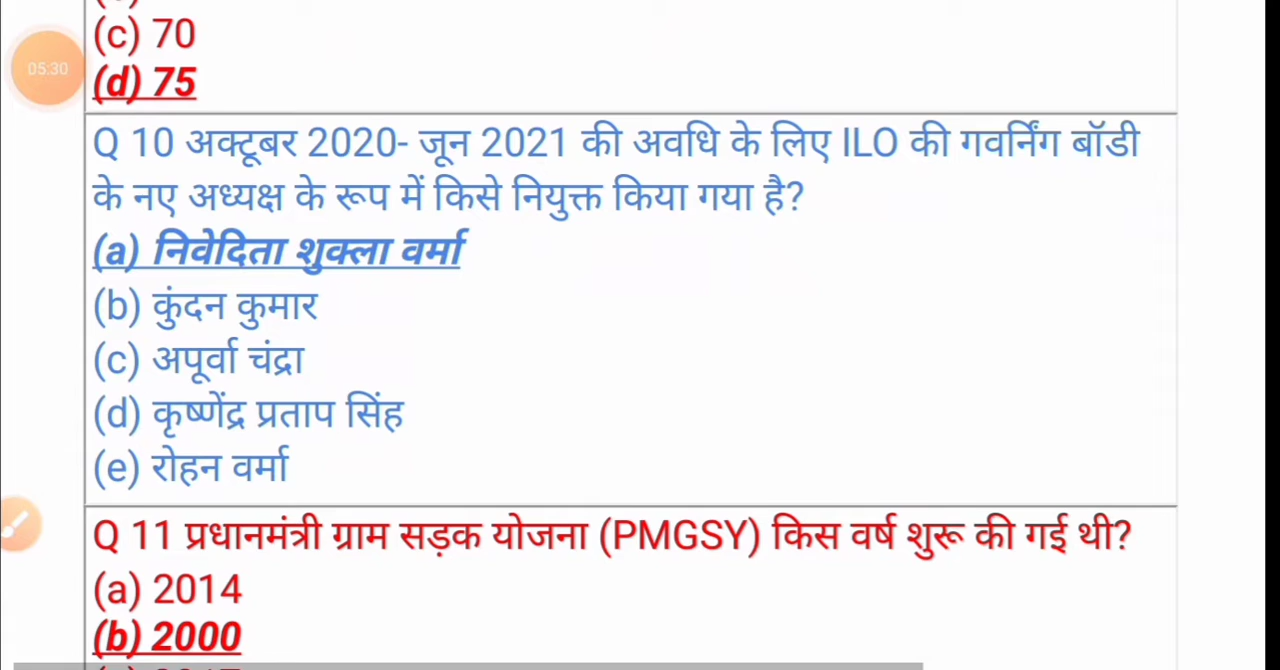 (c) 70
05:30
(d) 75
Q 10 अक्टूबर 2020- जून 2021 की अवधि के लिए ILO की गवर्निंग बॉडी
के नए अध्यक्ष के रूप में किसे नियुक्त किया गया है?
(a) निवेदिता शुक्ला वर्मा
(b) कुंदन कुमार
(c) अपूर्वा चंद्रा
(d) कृष्णेंद्र प्रताप सिंह
(e) रोहन वर्मा
Q 11 प्रधानमंत्री ग्राम सड़क योजना (PMGSY) किस वर्ष शुरू की गई थी?
(a) 2014
(b) 2000